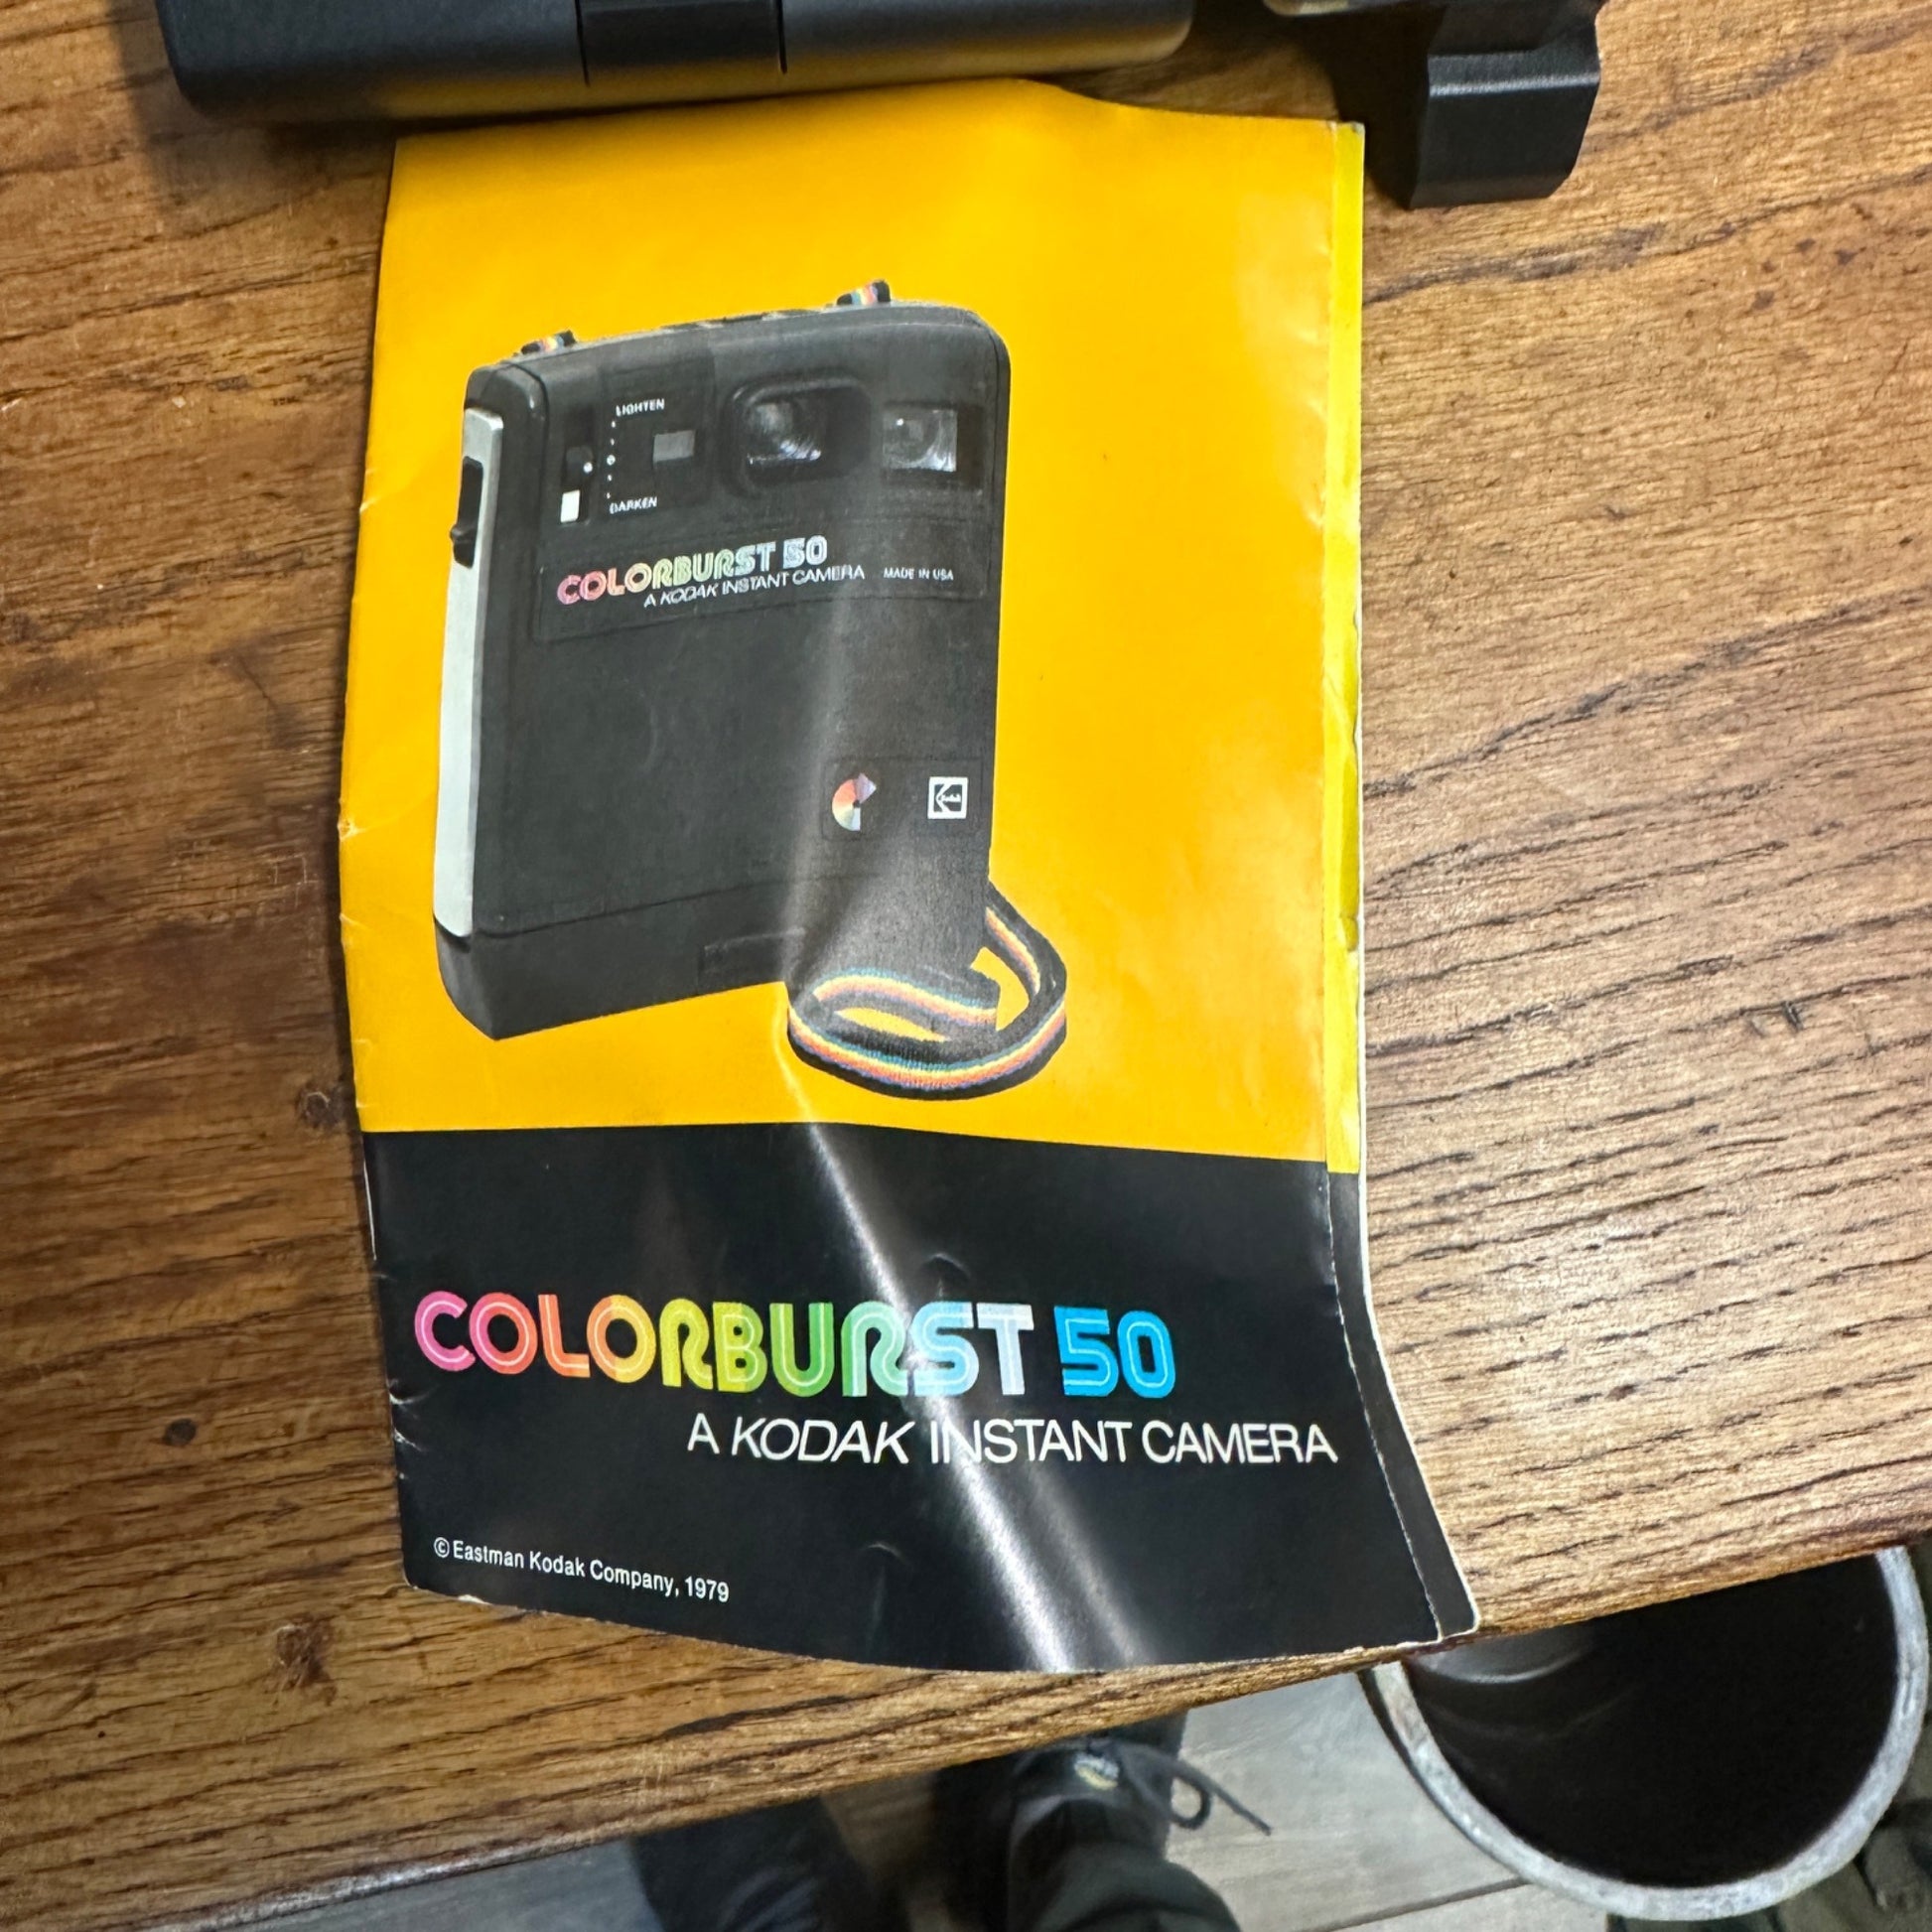 LIGHTEN
DARKEN
COLORBURST 50
A KODAK INSTANT CAMERA MADE IN USA
Kodak
COLORBURST 50
A KODAK INSTANT CAMERA
© Eastman Kodak Company, 1979